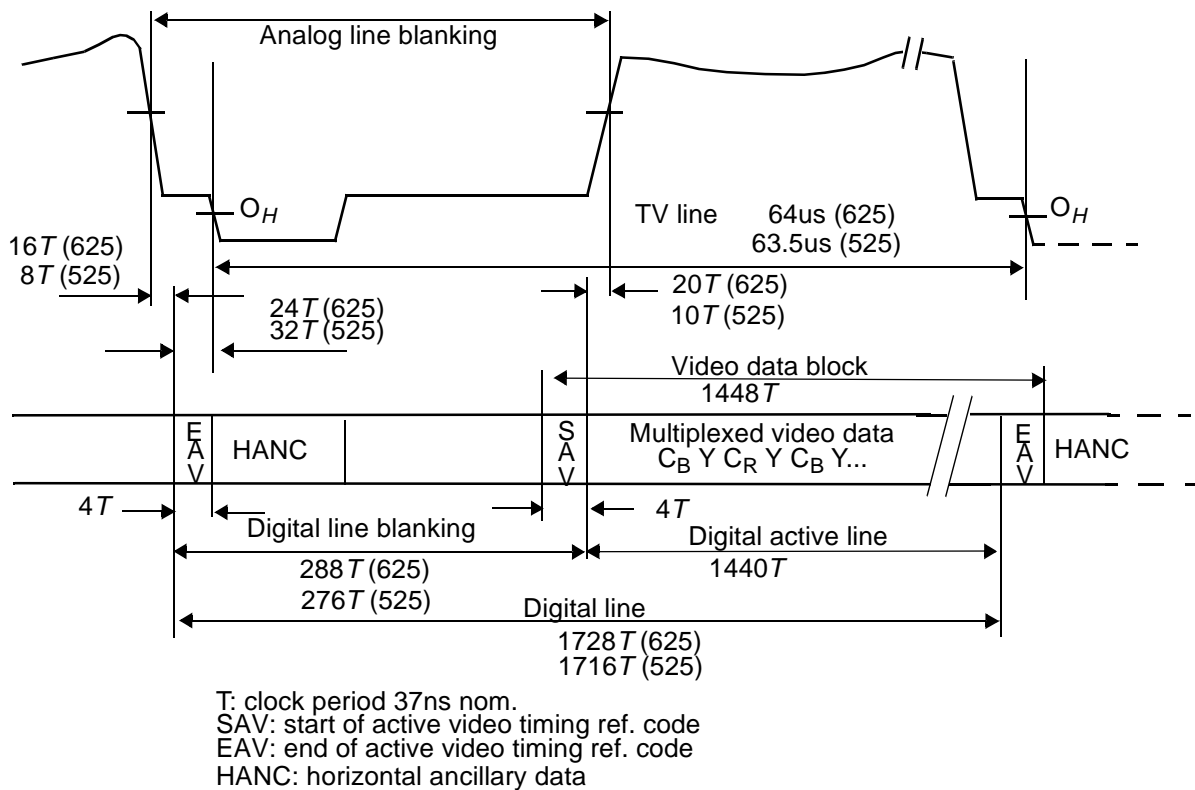 Analog line blanking
O_H
TV line 64us (625)
63.5us (525)
O_H
16T (625)
8T (525)
24T (625)
32T (525)
20T (625)
10T (525)
Video data block
1448T
EAV
HANC
SAV
Multiplexed video data
C_B Y C_R Y C_B Y...
EAV
HANC
4T
4T
Digital line blanking
288T (625)
276T (525)
Digital active line
1440T
Digital line
1728T (625)
1716T (525)
T: clock period 37ns nom.
SAV: start of active video timing ref. code
EAV: end of active video timing ref. code
HANC: horizontal ancillary data